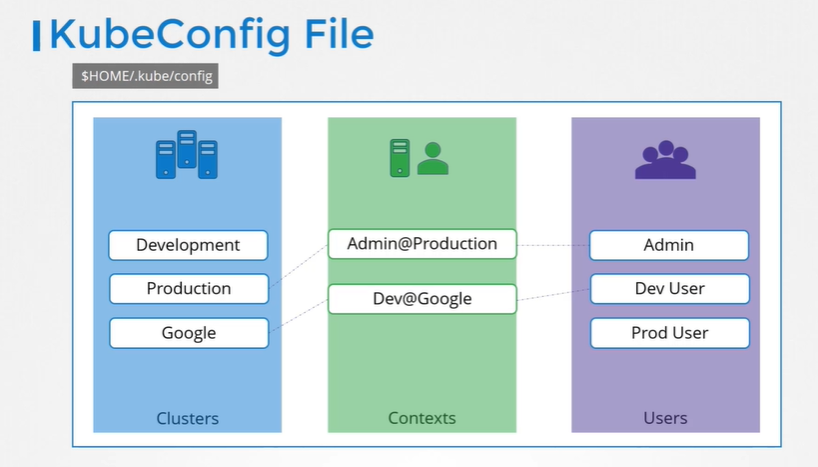 KubeConfig File
$HOME/.kube/config
Development
Production
Google
Clusters
Admin@Production
Dev@Google
Contexts
Admin
Dev User
Prod User
Users